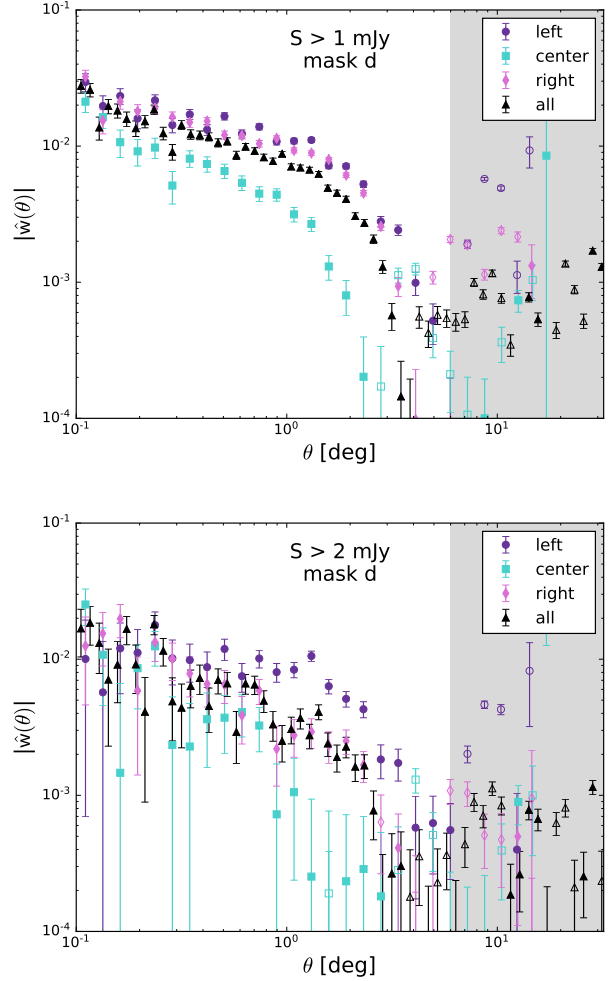 10⁻¹
S > 1 mJy
mask d
left
center
right
all
10⁻²
|ŵ(θ)|
10⁻³
10⁻⁴
10⁻¹ 10⁰ 10¹
θ [deg]
10⁻¹
S > 2 mJy
mask d
left
center
right
all
10⁻²
|ŵ(θ)|
10⁻³
10⁻⁴
10⁻¹ 10⁰ 10¹
θ [deg]